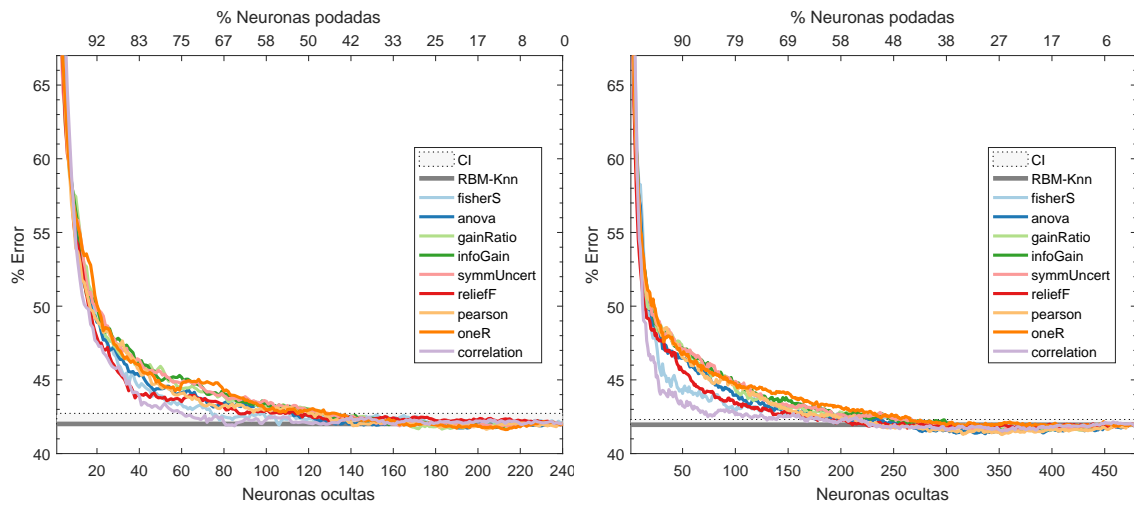 % Neuronas podadas
92 83 75 67 58 50 42 33 25 17 8 0
65
60
55
50
45
40
% Error
CI
RBM-Knn
fisherS
anova
gainRatio
infoGain
symmUncert
reliefF
pearson
oneR
correlation
20 40 60 80 100 120 140 160 180 200 220 240
Neuronas ocultas
% Neuronas podadas
90 79 69 58 48 38 27 17 6
65
60
55
50
45
40
% Error
CI
RBM-Knn
fisherS
anova
gainRatio
infoGain
symmUncert
reliefF
pearson
oneR
correlation
50 100 150 200 250 300 350 400 450
Neuronas ocultas